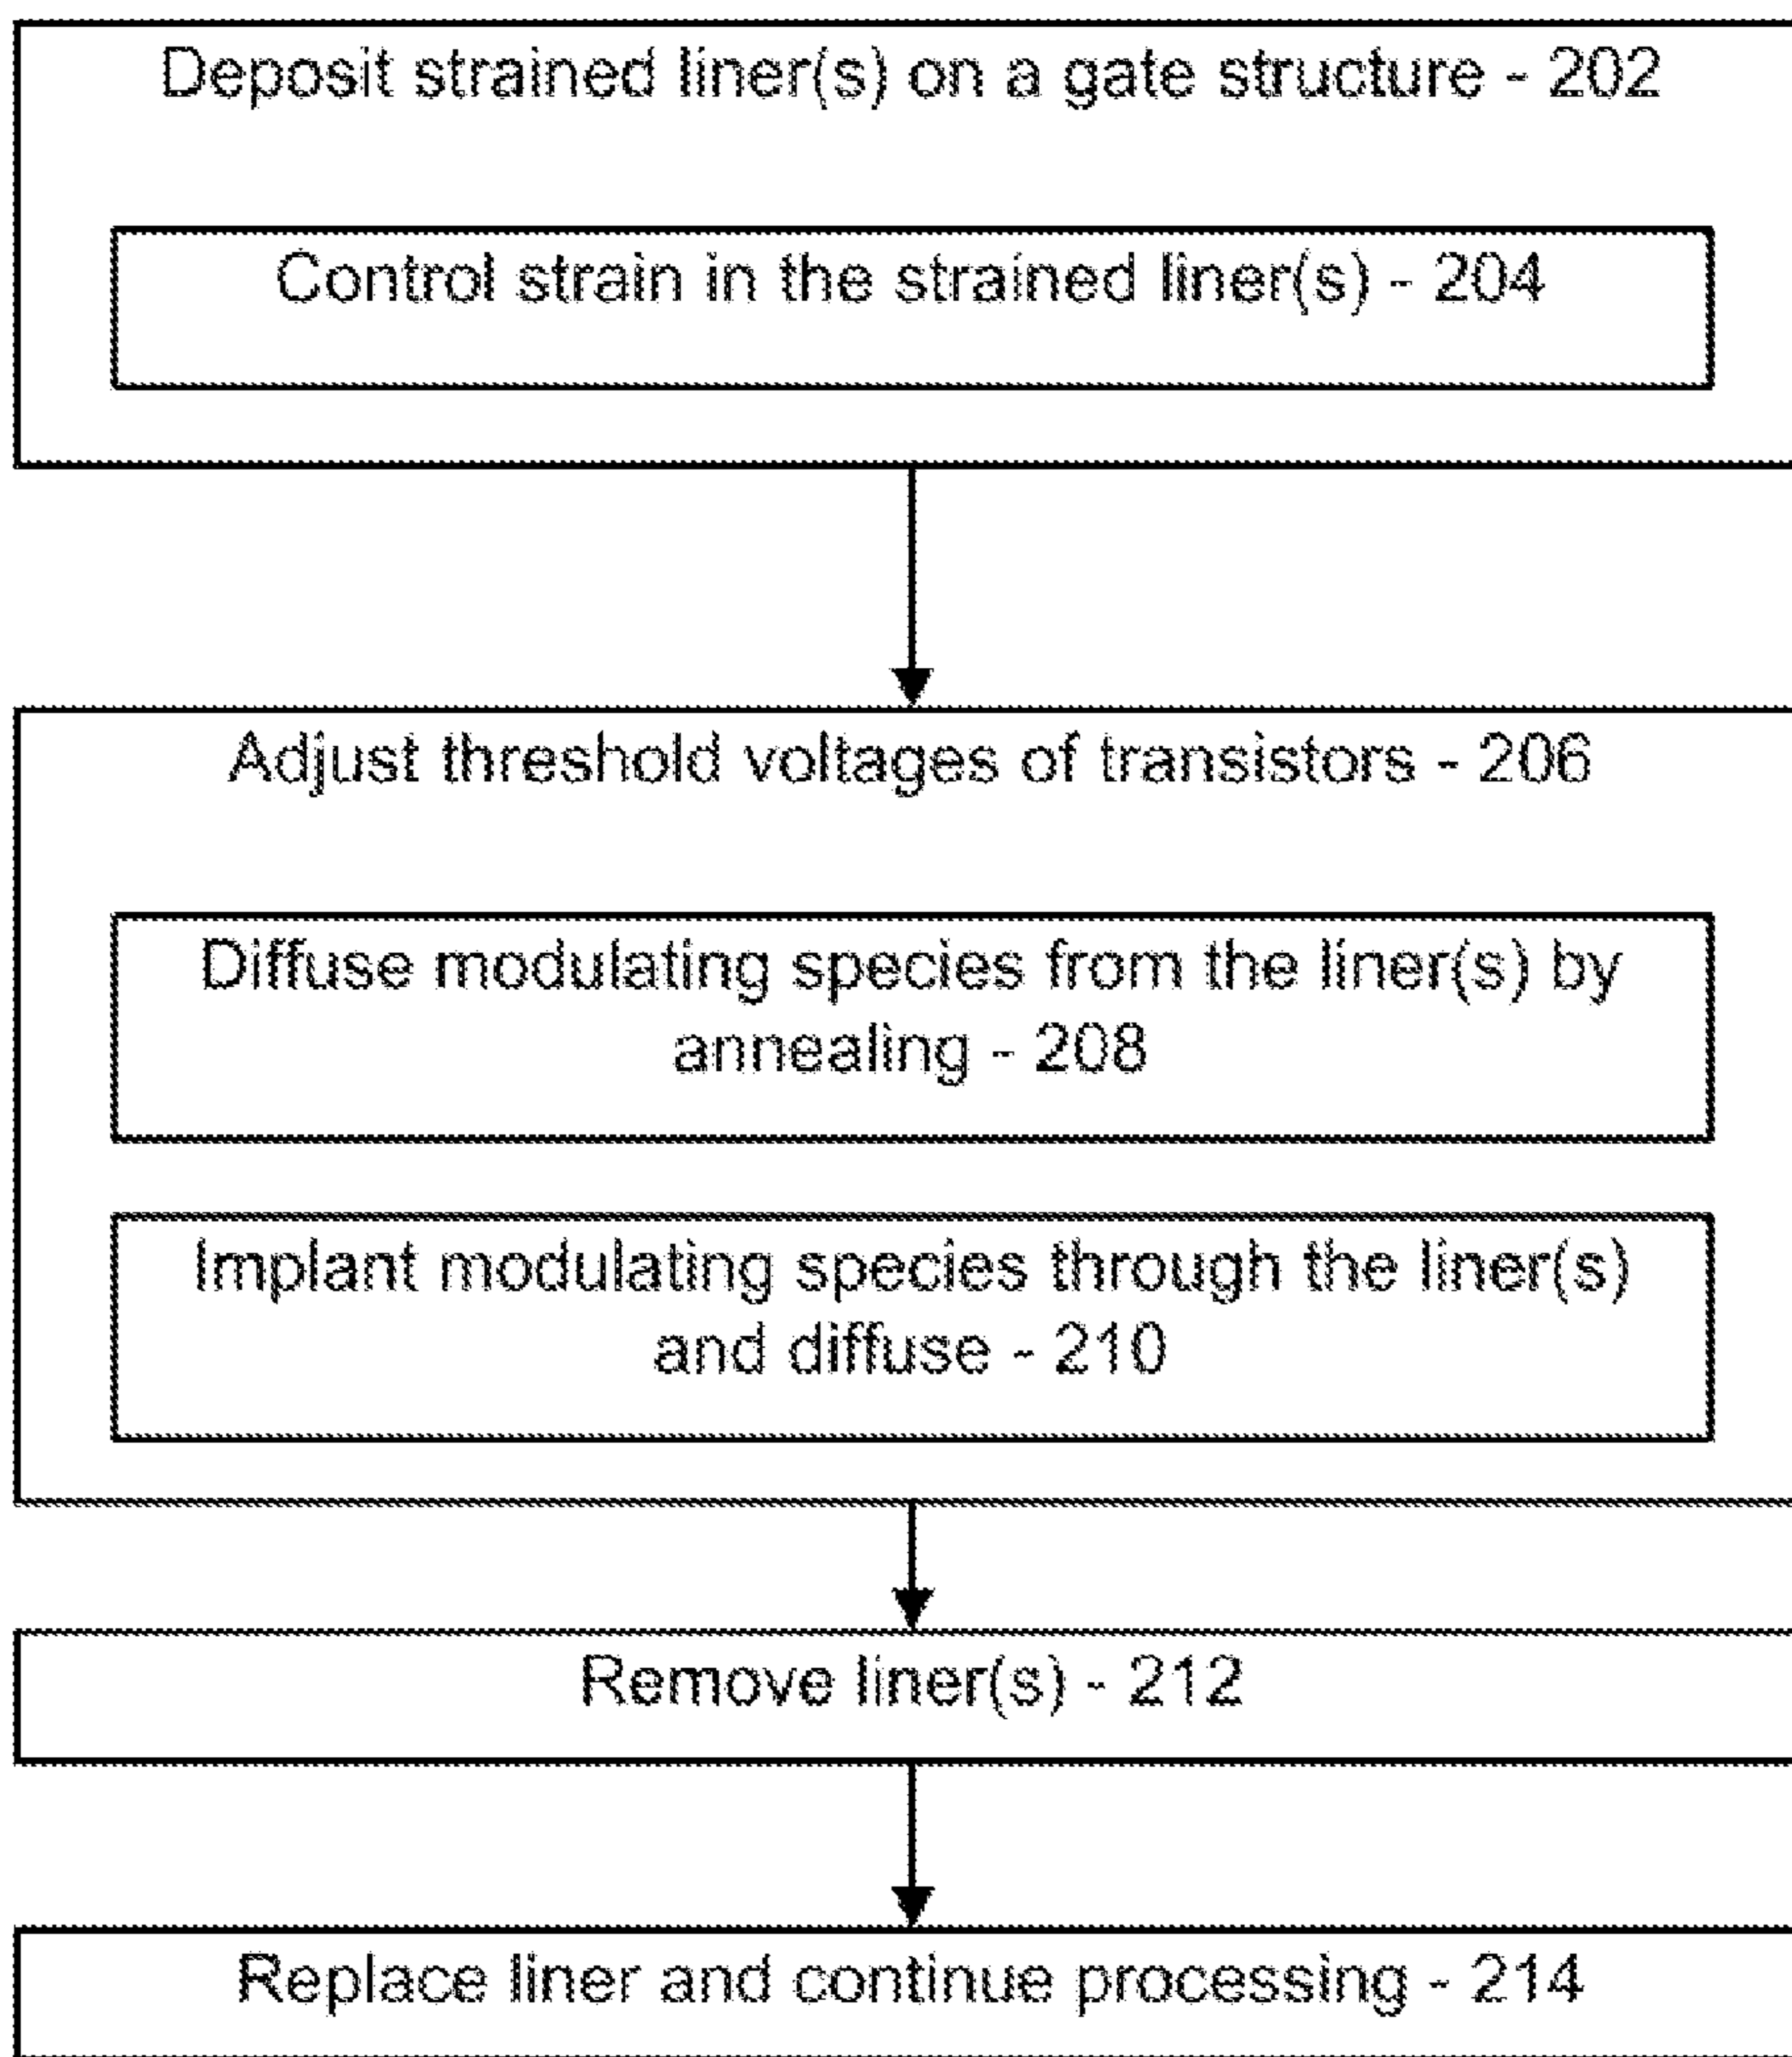 Deposit strained liner(s) on a gate structure - 202
Control strain in the strained liner(s) - 204
Adjust threshold voltages of transistors - 206
Diffuse modulating species from the liner(s) by
annealing - 208
Implant modulating species through the liner(s)
and diffuse - 210
Remove liner(s) - 212
Replace liner and continue processing - 214